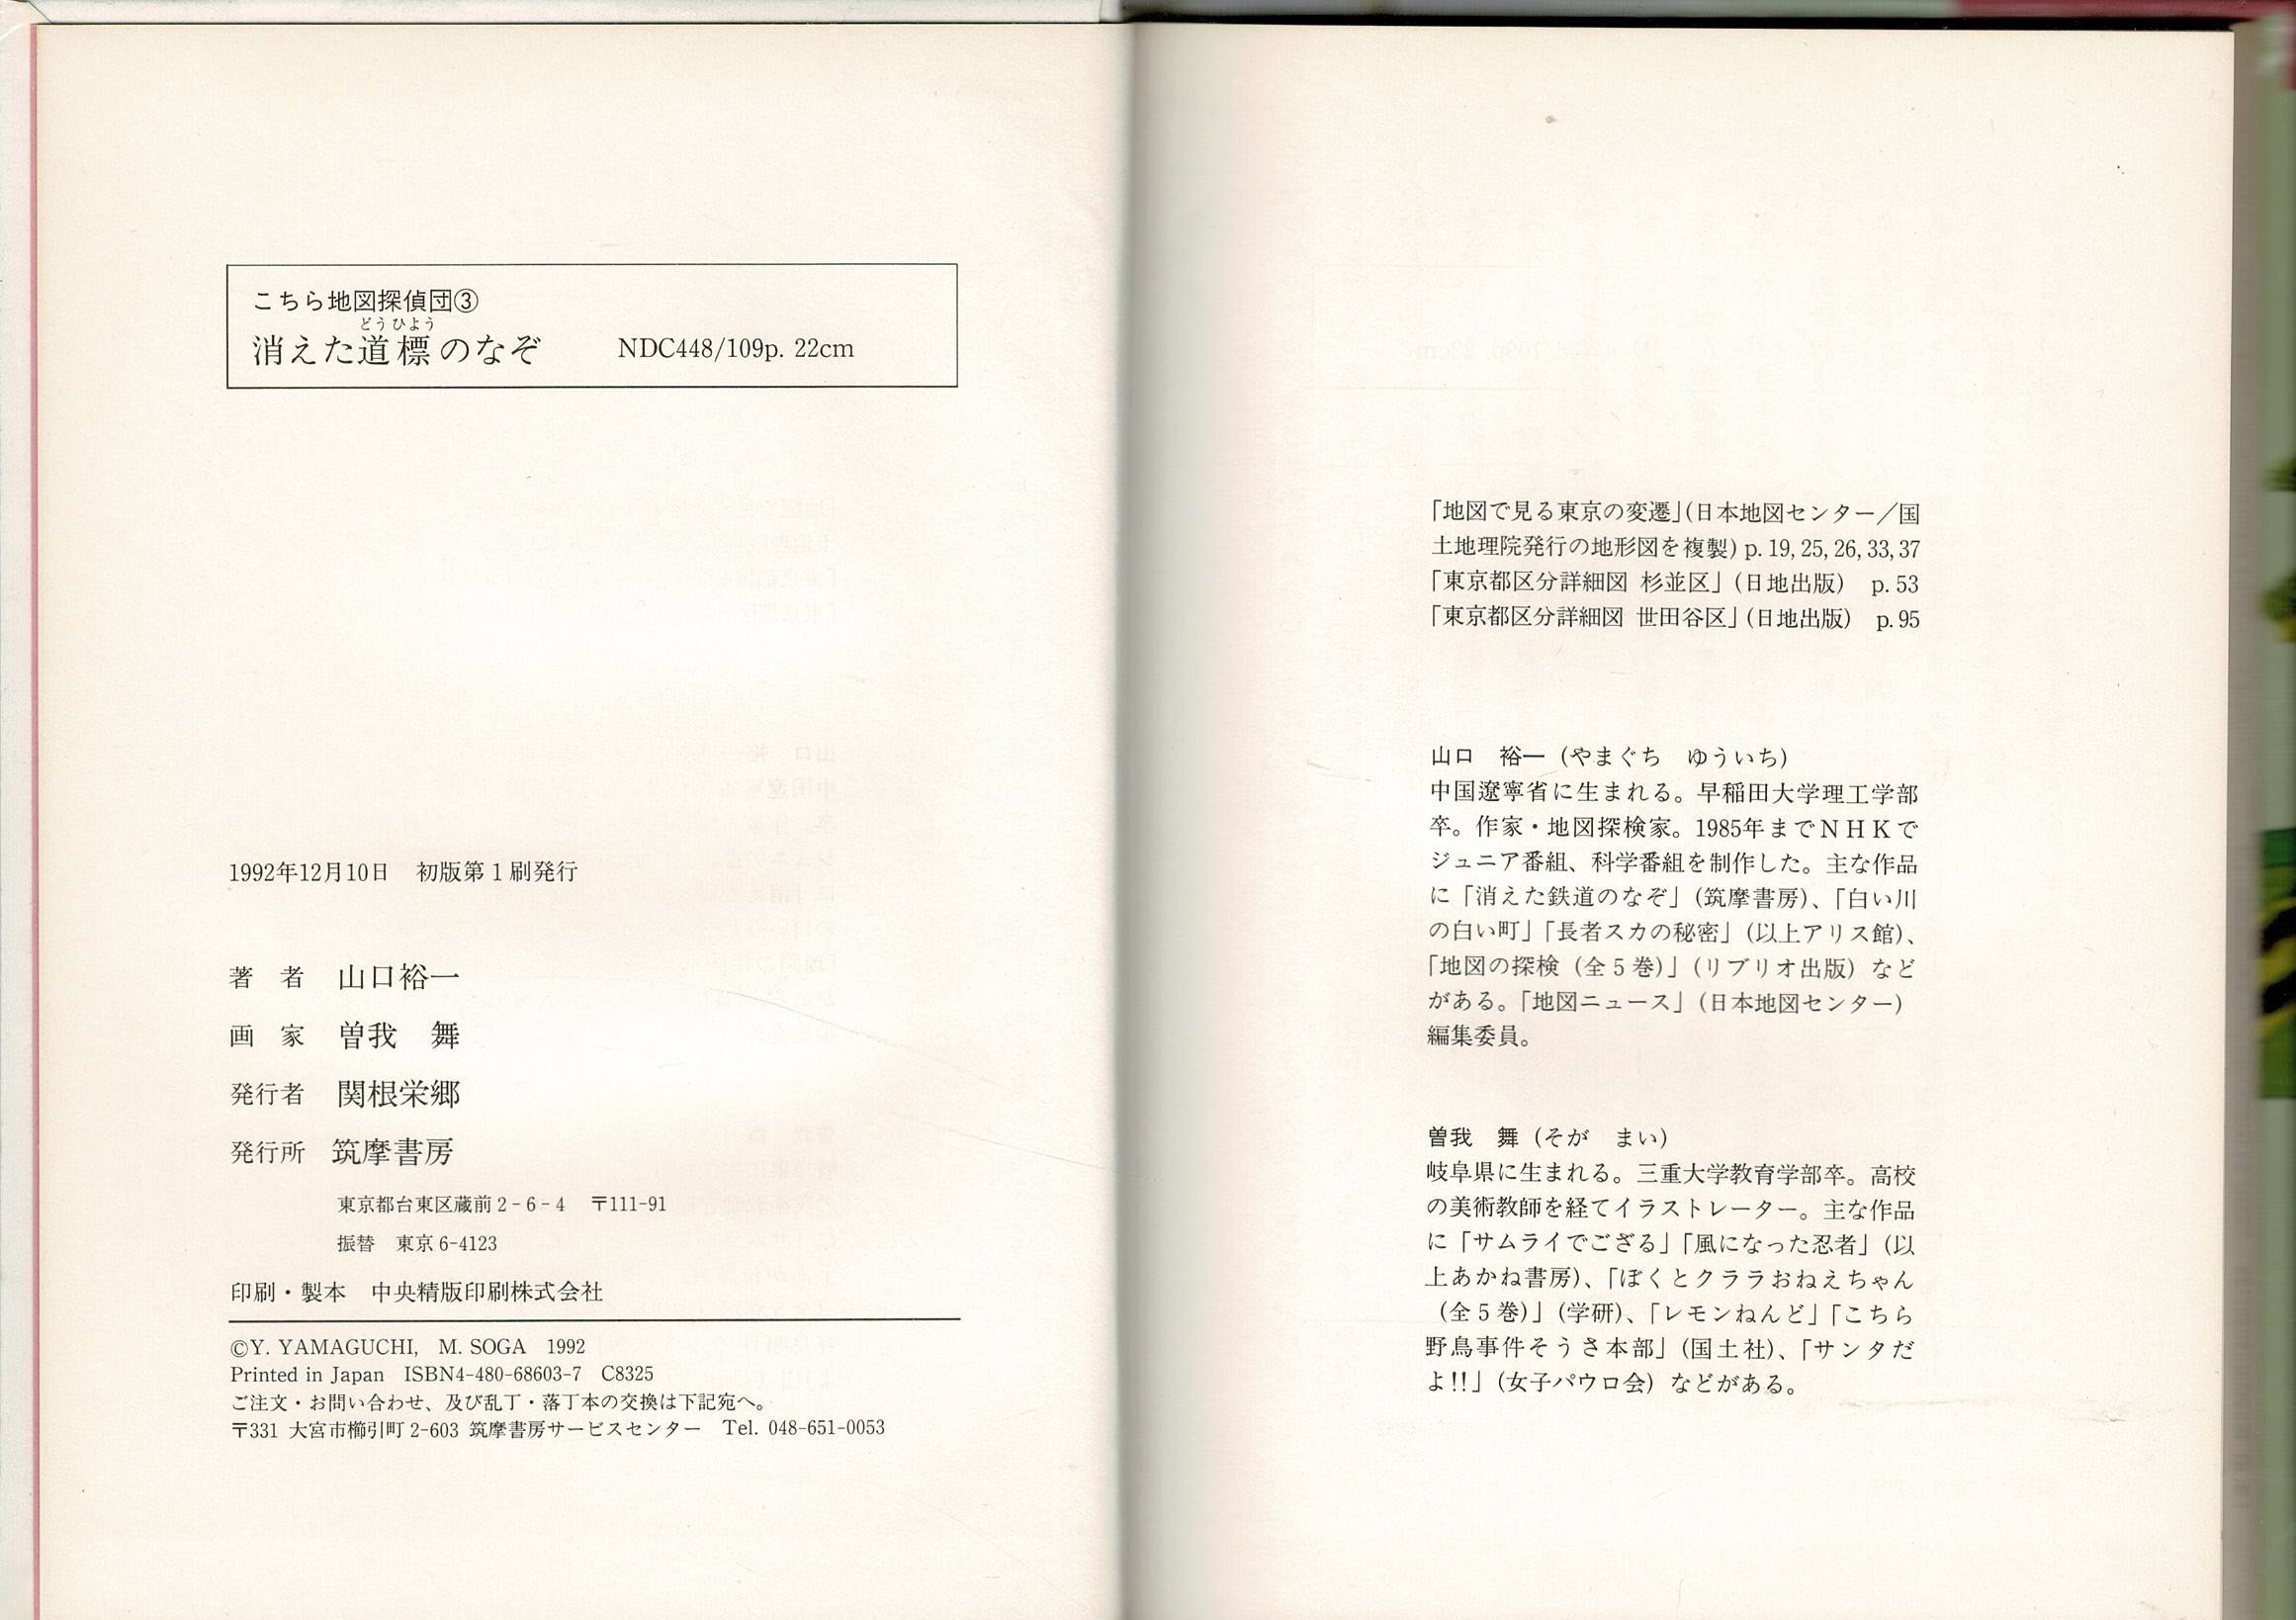 こちら地図探偵団③
どうひょう
消えた道標のなぞ　NDC448/109p. 22cm
1992年12月10日　初版第1刷発行
著　者　山口裕一
画　家　曽我　舞
発行者　関根栄郷
発行所　筑摩書房
東京都台東区蔵前2-6-4　〒111-91
振替　東京6-4123
印刷・製本　中央精版印刷株式会社
©Y. YAMAGUCHI,　M. SOGA　1992
Printed in Japan　ISBN4-480-68603-7　C8325
ご注文・お問い合わせ、及び乱丁・落丁本の交換は下記宛へ。
〒331 大宮市櫛引町2-603 筑摩書房サービスセンター　Tel. 048-651-0053
「地図で見る東京の変遷」(日本地図センター／国
土地理院発行の地形図を複製) p. 19, 25, 26, 33, 37
「東京都区分詳細図 杉並区」(日地出版)　p. 53
「東京都区分詳細図 世田谷区」(日地出版)　p. 95
山口　裕一（やまぐち　ゆういち）
中国遼寧省に生まれる。早稲田大学理工学部
卒。作家・地図探検家。1985年までNHKで
ジュニア番組、科学番組を制作した。主な作品
に「消えた鉄道のなぞ」（筑摩書房）、「白い川
の白い町」「長者スカの秘密」（以上アリス館）、
「地図の探検（全5巻）」（リブリオ出版）など
がある。「地図ニュース」（日本地図センター）
編集委員。
曽我　舞（そが　まい）
岐阜県に生まれる。三重大学教育学部卒。高校
の美術教師を経てイラストレーター。主な作品
に「サムライでござる」「風になった忍者」（以
上あかね書房）、「ぼくとクララおねえちゃん
（全5巻）」（学研）、「レモンねんど」「こちら
野鳥事件そうさ本部」（国土社）、「サンタだ
よ!!」（女子パウロ会）などがある。